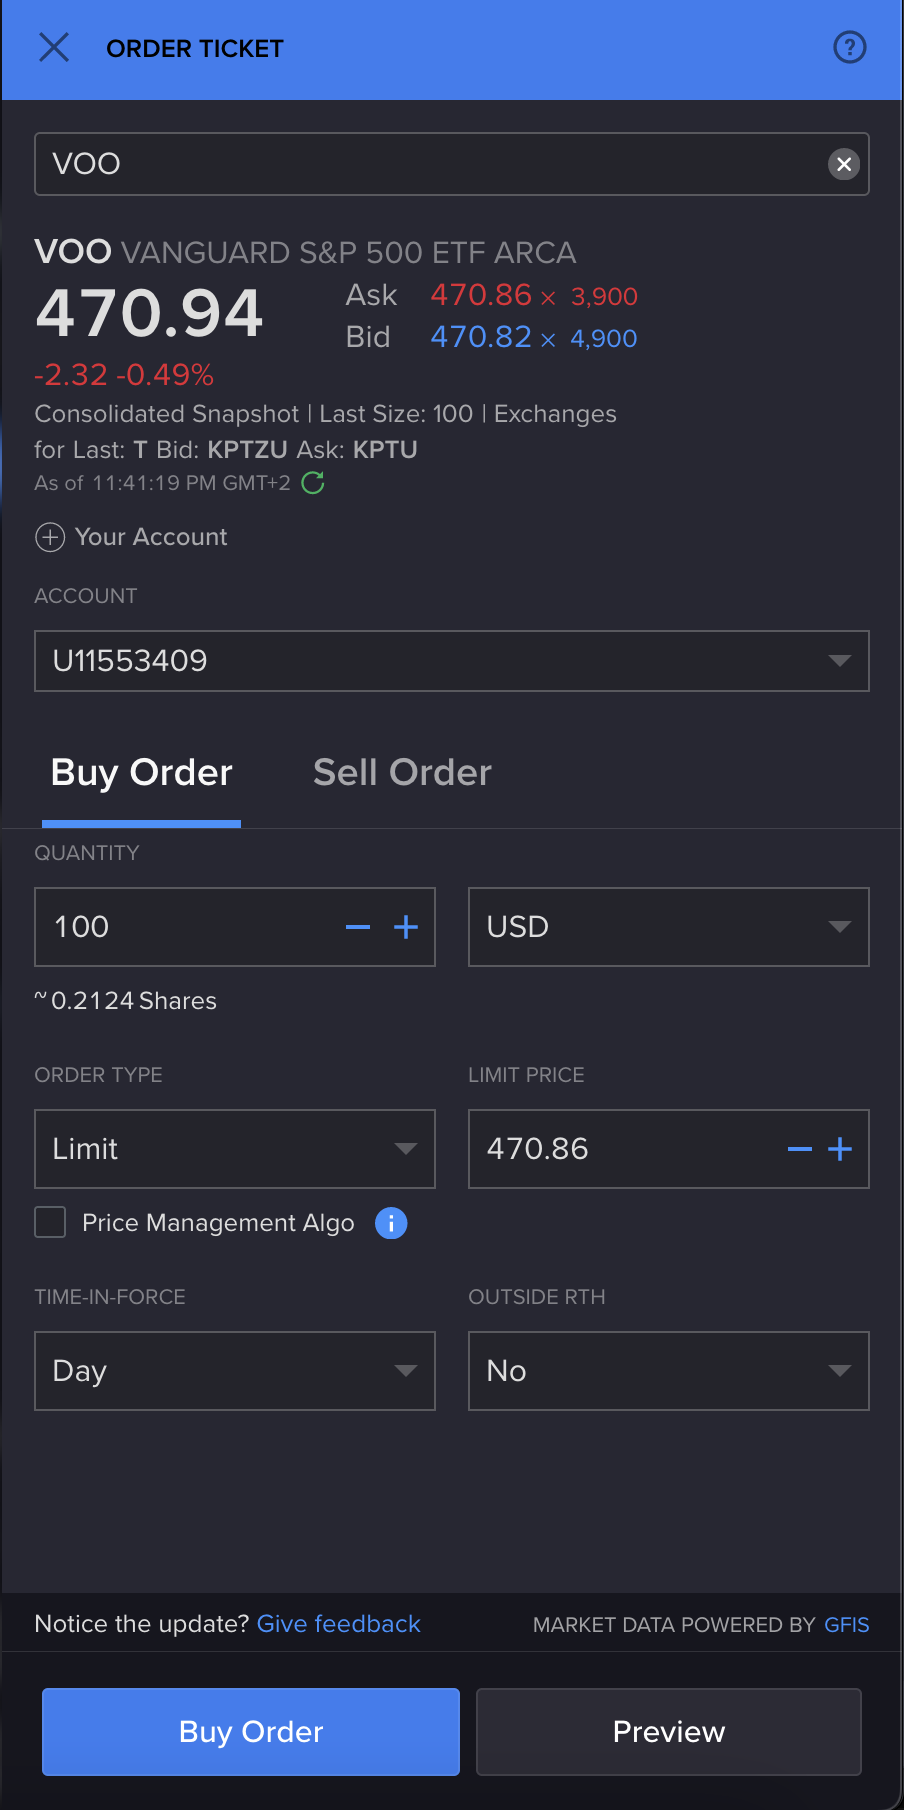 ORDER TICKET ?
VOO
VOO VANGUARD S&P 500 ETF ARCA
470.94 Ask 470.86 × 3,900
Bid 470.82 × 4,900
-2.32 -0.49%
Consolidated Snapshot | Last Size: 100 | Exchanges
for Last: T Bid: KPTZU Ask: KPTU
As of 11:41:19 PM GMT+2
Your Account
ACCOUNT
U11553409
Buy Order Sell Order
QUANTITY
100 − + USD
~0.2124 Shares
ORDER TYPE LIMIT PRICE
Limit 470.86 − +
Price Management Algo i
TIME-IN-FORCE OUTSIDE RTH
Day No
Notice the update? Give feedback MARKET DATA POWERED BY GFIS
Buy Order Preview